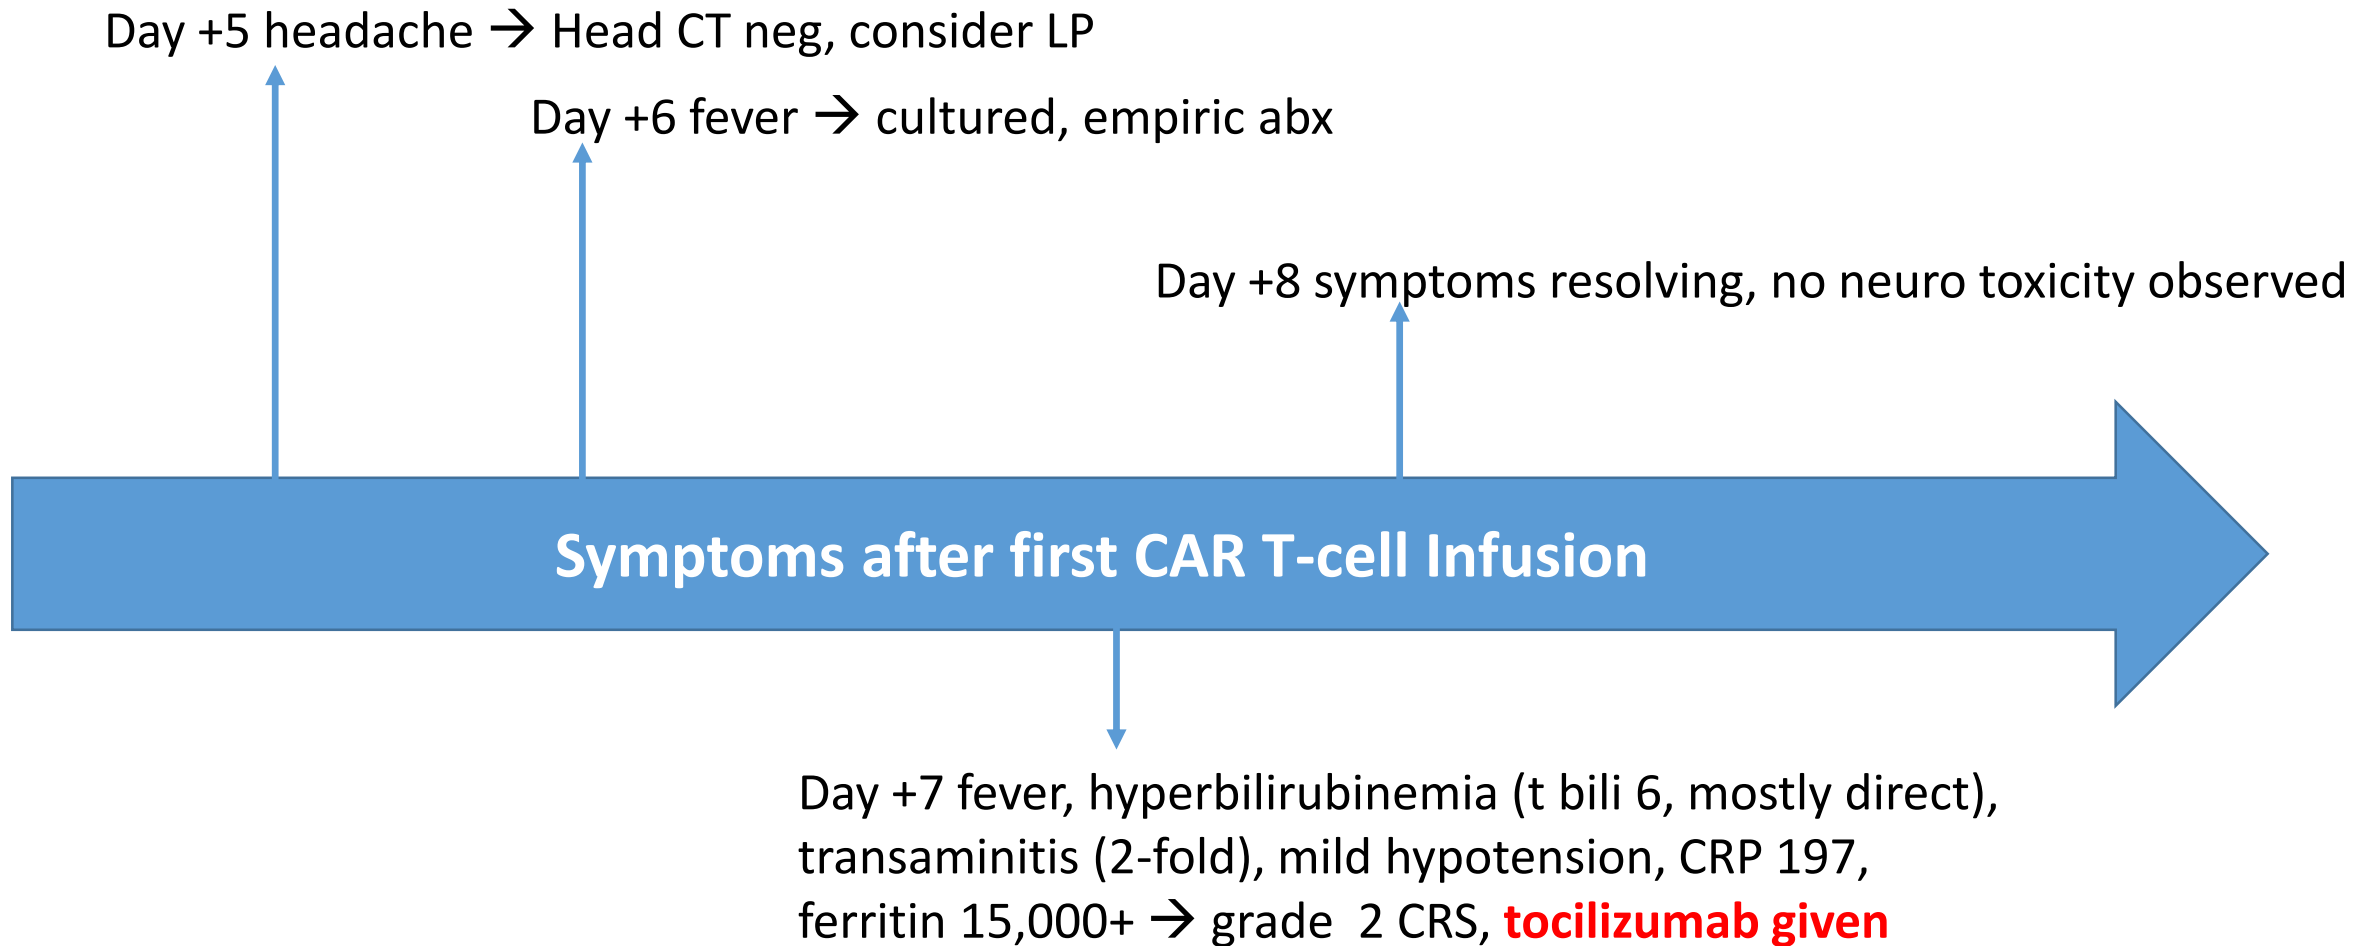 Day +5 headache → Head CT neg, consider LP
Day +6 fever → cultured, empiric abx
Day +8 symptoms resolving, no neuro toxicity observed
Symptoms after first CAR T-cell Infusion
Day +7 fever, hyperbilirubinemia (t bili 6, mostly direct),
transaminitis (2-fold), mild hypotension, CRP 197,
ferritin 15,000+ → grade  2 CRS, tocilizumab given